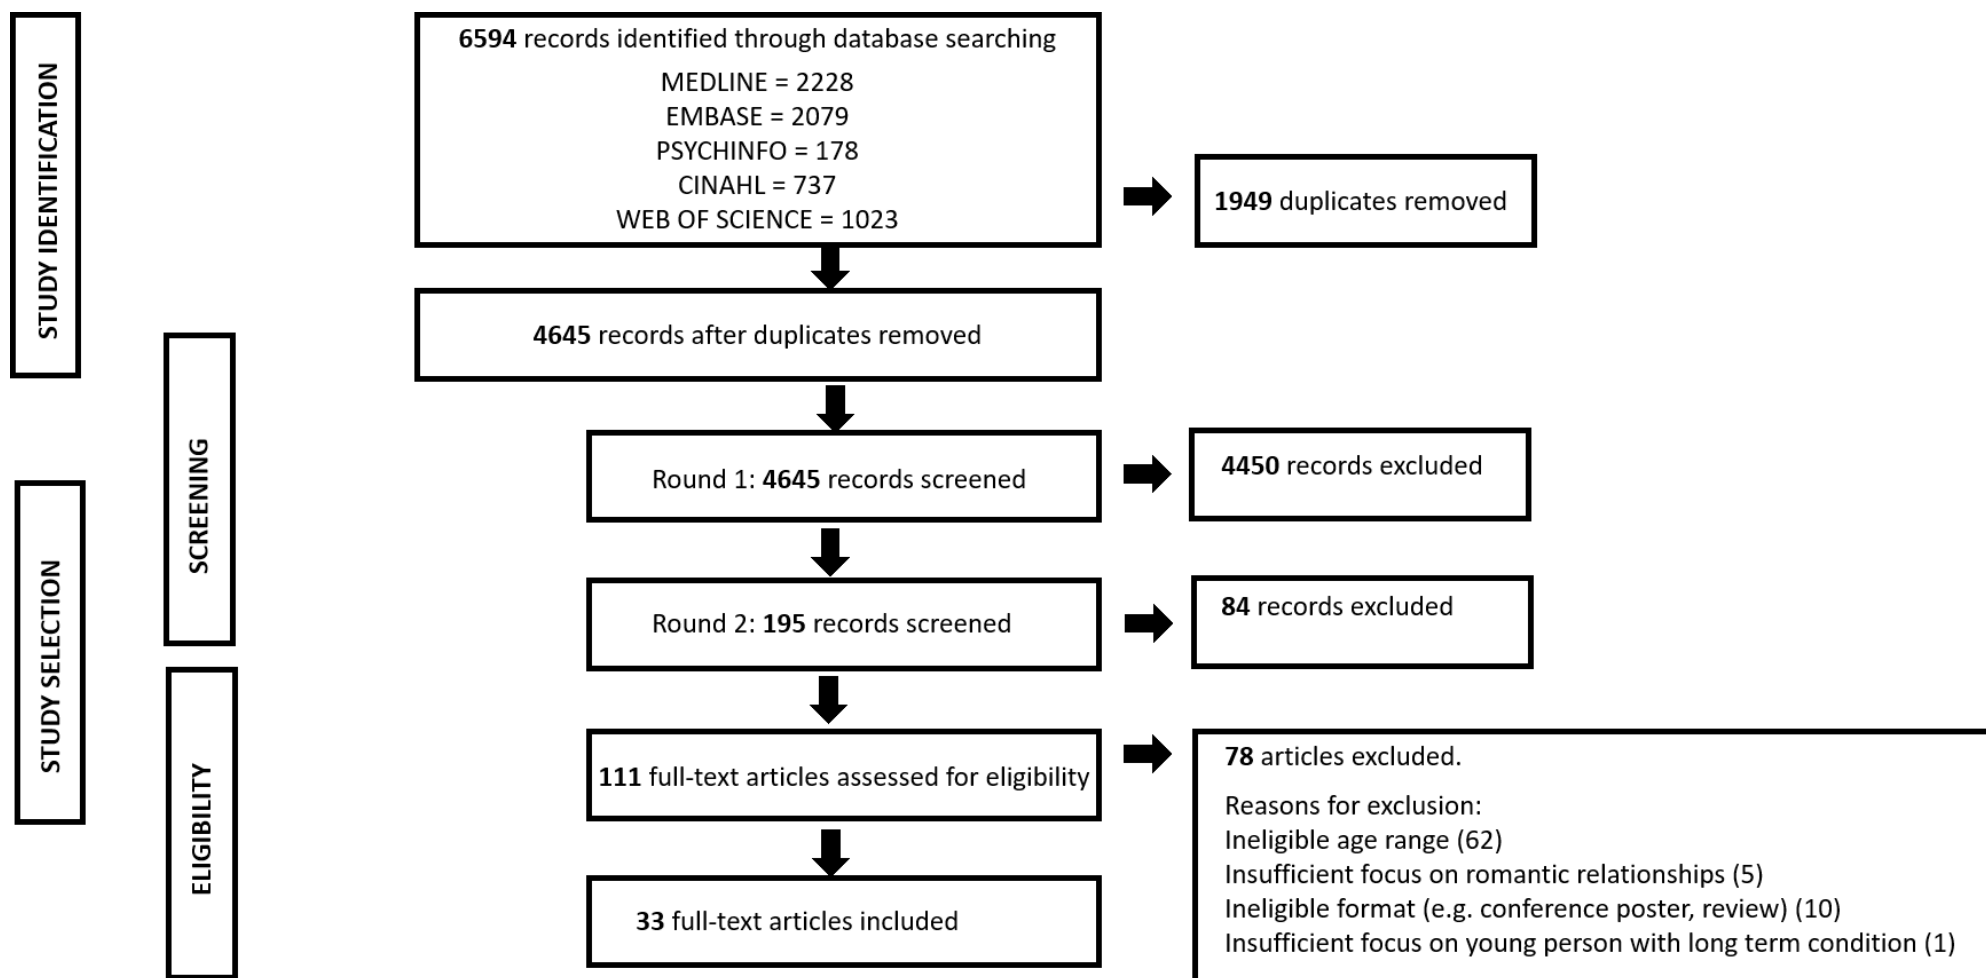 STUDY IDENTIFICATION
6594 records identified through database searching
MEDLINE = 2228
EMBASE = 2079
PSYCHINFO = 178
CINAHL = 737
WEB OF SCIENCE = 1023
1949 duplicates removed
4645 records after duplicates removed
SCREENING
Round 1: 4645 records screened
4450 records excluded
STUDY SELECTION
Round 2: 195 records screened
84 records excluded
ELIGIBILITY
111 full-text articles assessed for eligibility
78 articles excluded.
Reasons for exclusion:
Ineligible age range (62)
Insufficient focus on romantic relationships (5)
Ineligible format (e.g. conference poster, review) (10)
Insufficient focus on young person with long term condition (1)
33 full-text articles included